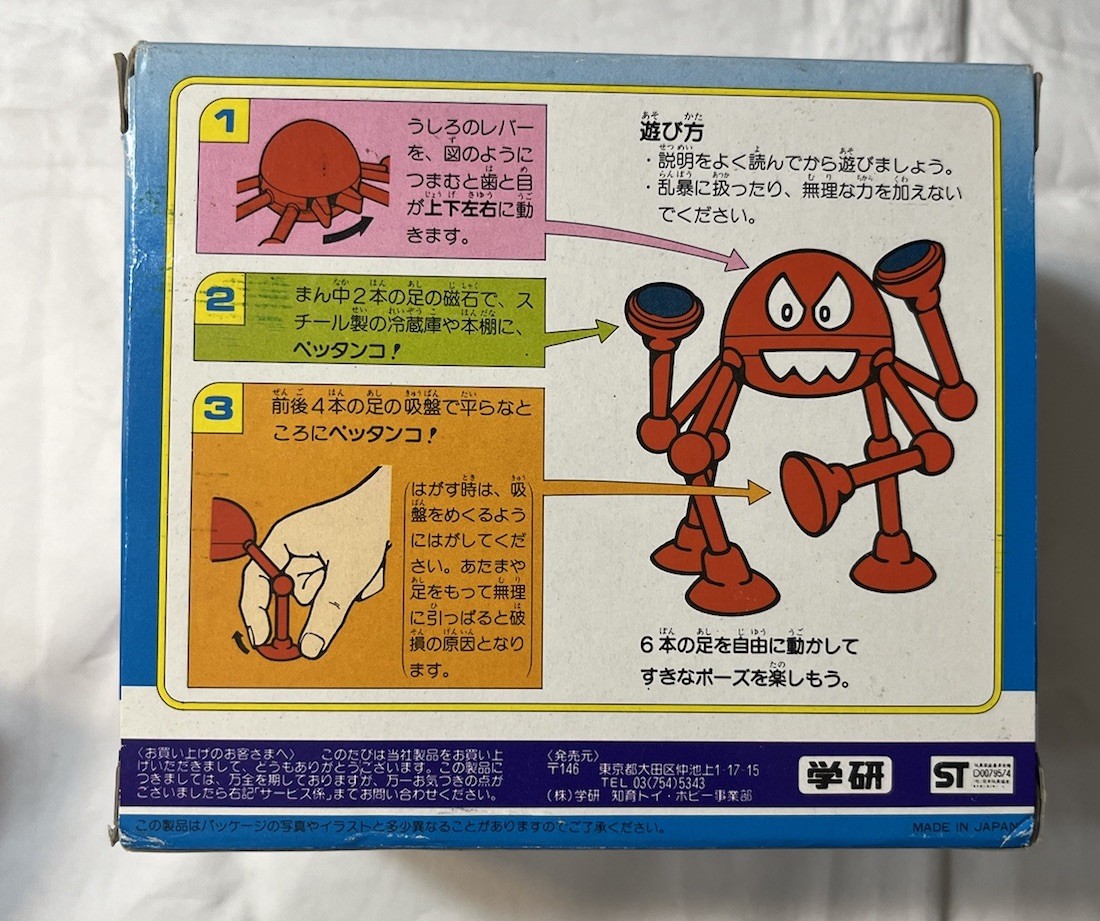 1
うしろのレバー
を、図のように
つまむと歯と目
が上下左右に動
きます。
2
まん中2本の足の磁石で、ス
チール製の冷蔵庫や本棚に、
ペッタンコ!
3
前後4本の足の吸盤で平らなと
ころにペッタンコ!
はがす時は、吸
盤をめくるよう
にはがしてくだ
さい。あたまや
足をもって無理
に引っぱると破
損の原因となり
ます。
遊び方
・説明をよく読んでから遊びましょう。
・乱暴に扱ったり、無理な力を加えない
でください。
6本の足を自由に動かして
すきなポーズを楽しもう。
〈お買い上げのお客さまへ〉 このたびは当社製品をお買い上
げいただきまして、どうもありがとうございます。この製品に
つきましては、万全を期しておりますが、万一お気づきの点が
ございましたら右記「サービス係」までお問い合わせください。
〈発売元〉
〒146 東京都大田区仲池上1-17-15
TEL 03(754)5343
(株)学研 知育トイ・ホビー事業部
学研
ST
D0079574
この製品はパッケージの写真やイラストと多少異なることがありますのでご了承ください。
MADE IN JAPAN